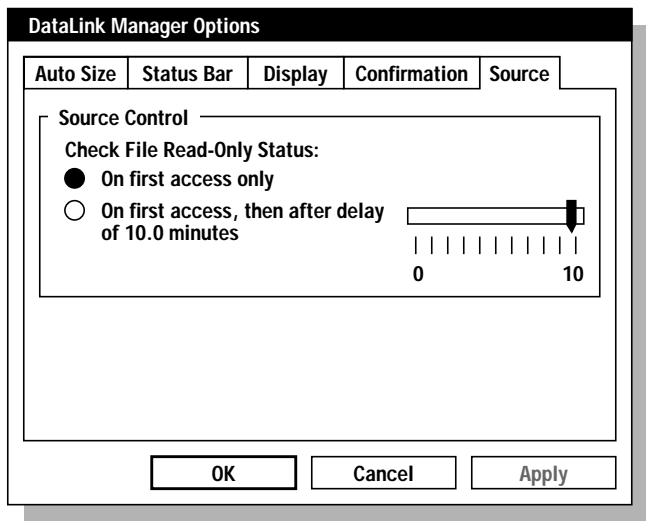 DataLink Manager Options
Auto Size Status Bar Display Confirmation Source
Source Control
Check File Read-Only Status:
On first access only
On first access, then after delay
of 10.0 minutes
0 10
OK Cancel Apply